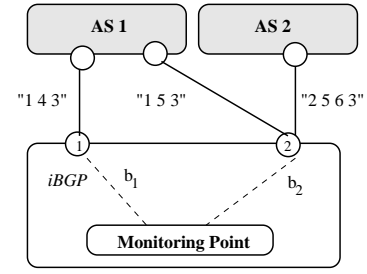 AS 1 AS 2
"1 4 3" "1 5 3" "2 5 6 3"
1 2
iBGP b1 b2
Monitoring Point